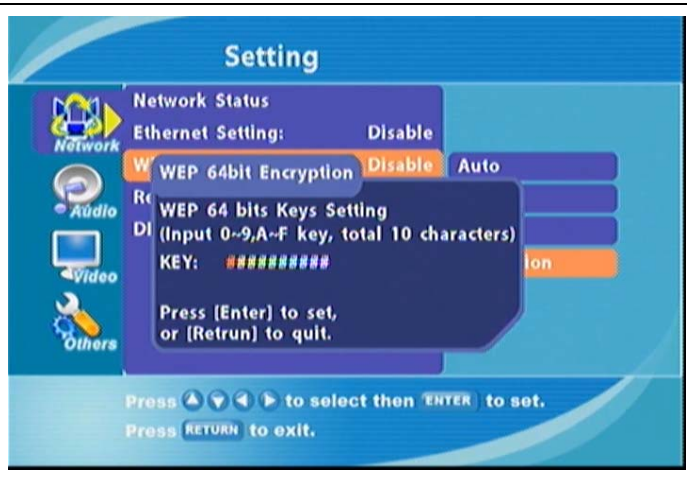 Setting
Network
Audio
Video
Others
Network Status
Ethernet Setting: Disable
W Disable
Re
DI
Auto
ion
WEP 64bit Encryption
WEP 64 bits Keys Setting
(Input 0~9,A~F key, total 10 characters)
KEY: ##########
Press [Enter] to set,
or [Retrun] to quit.
Press to select then ENTER to set.
Press RETURN to exit.